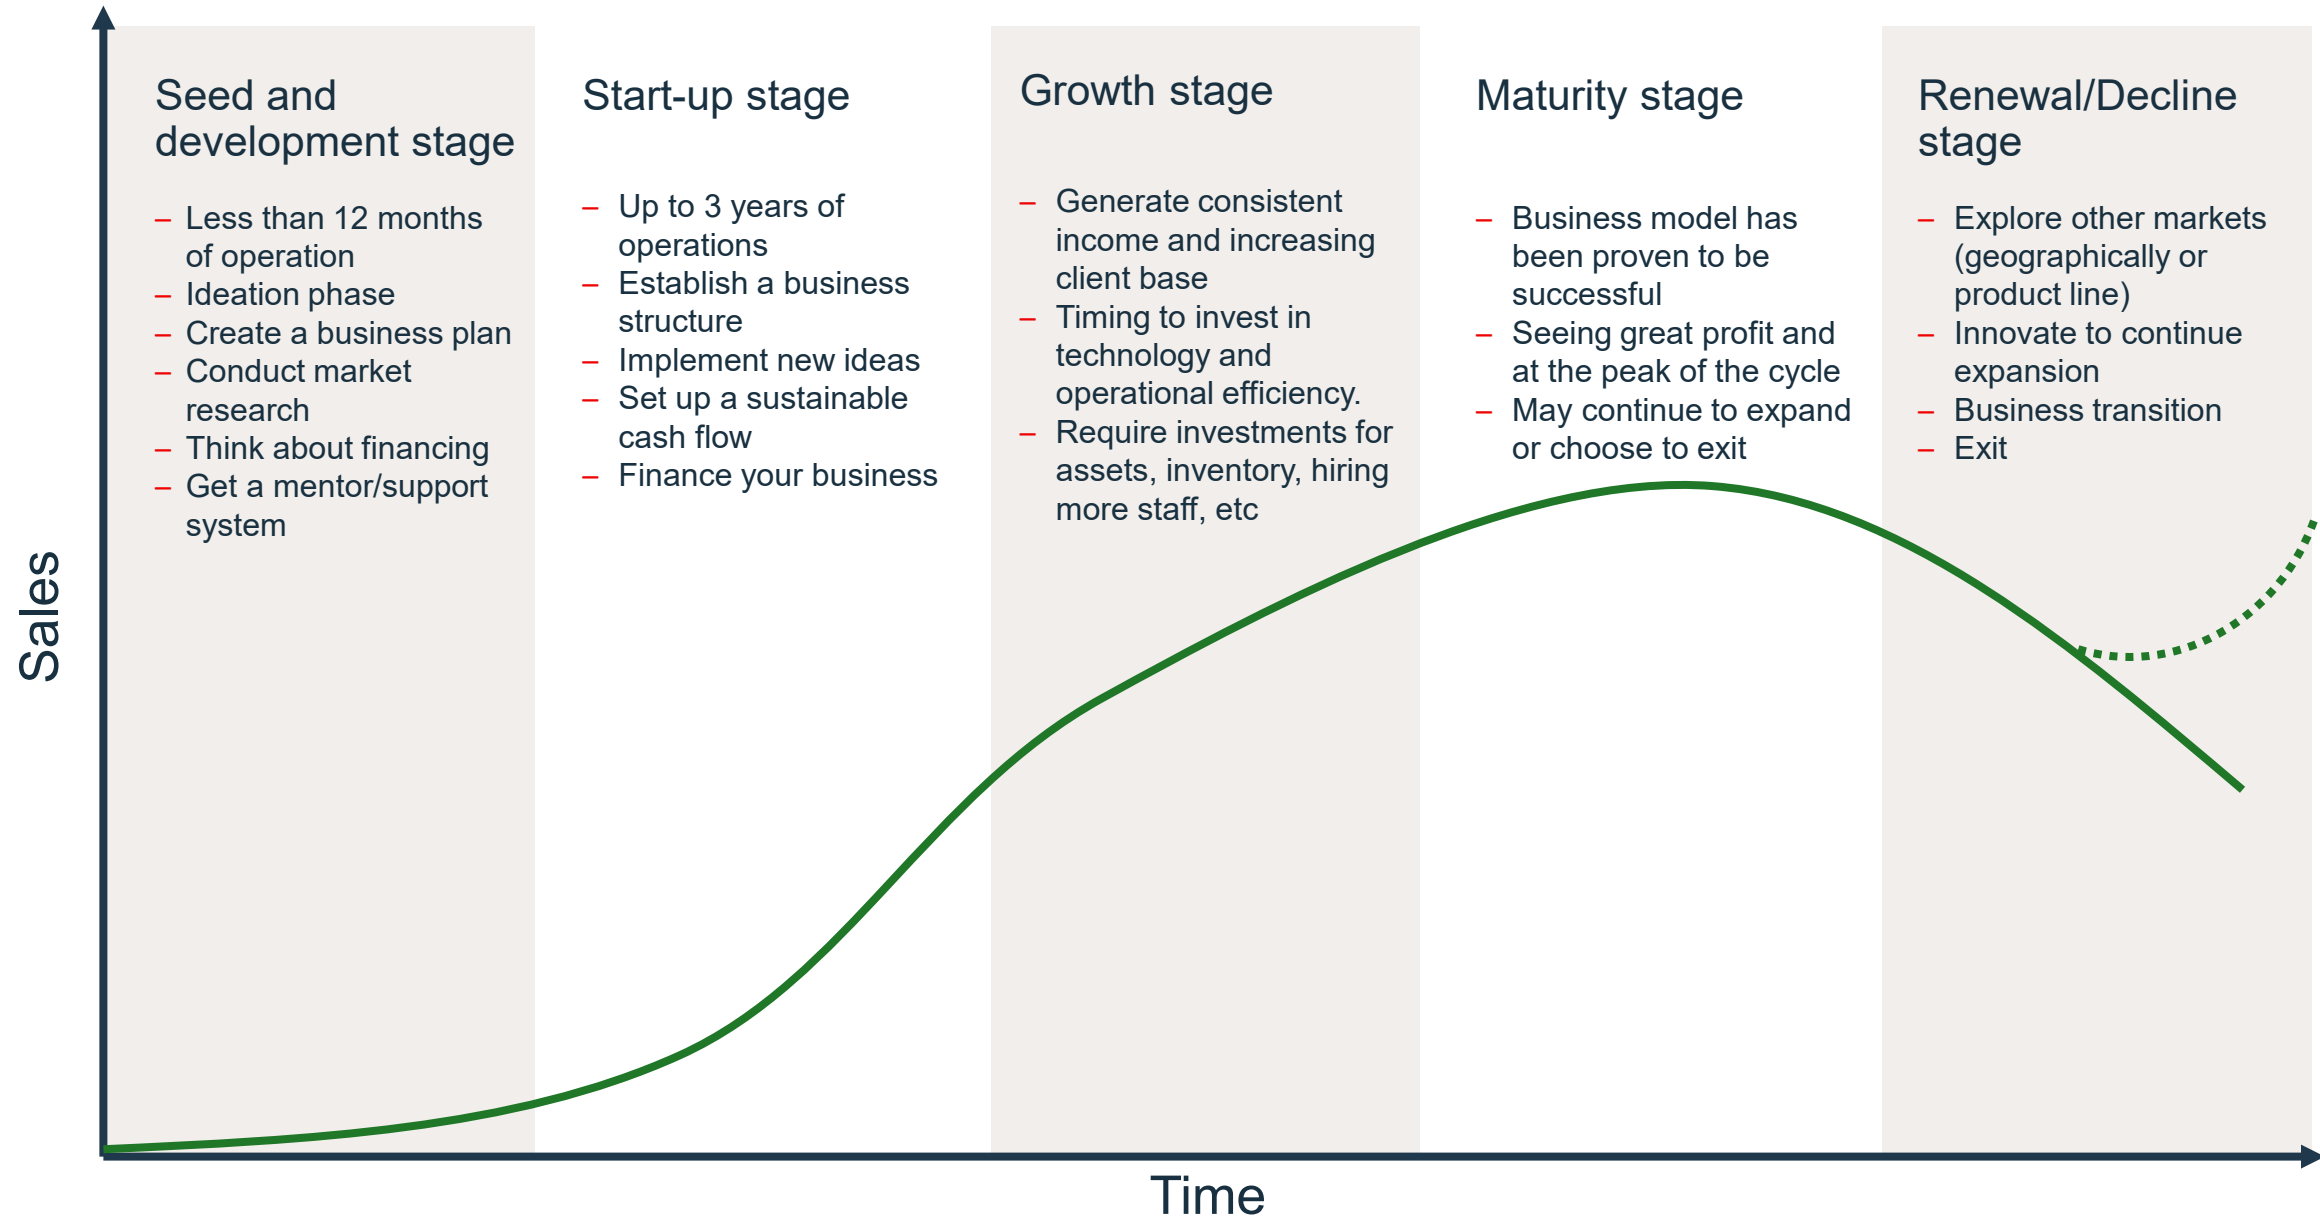 Seed and
development stage
– Less than 12 months
of operation
– Ideation phase
– Create a business plan
– Conduct market
research
– Think about financing
– Get a mentor/support
system
Start-up stage
– Up to 3 years of
operations
– Establish a business
structure
– Implement new ideas
– Set up a sustainable
cash flow
– Finance your business
Growth stage
– Generate consistent
income and increasing
client base
– Timing to invest in
technology and
operational efficiency.
– Require investments for
assets, inventory, hiring
more staff, etc
Maturity stage
– Business model has
been proven to be
successful
– Seeing great profit and
at the peak of the cycle
– May continue to expand
or choose to exit
Renewal/Decline
stage
– Explore other markets
(geographically or
product line)
– Innovate to continue
expansion
– Business transition
– Exit
Sales
Time